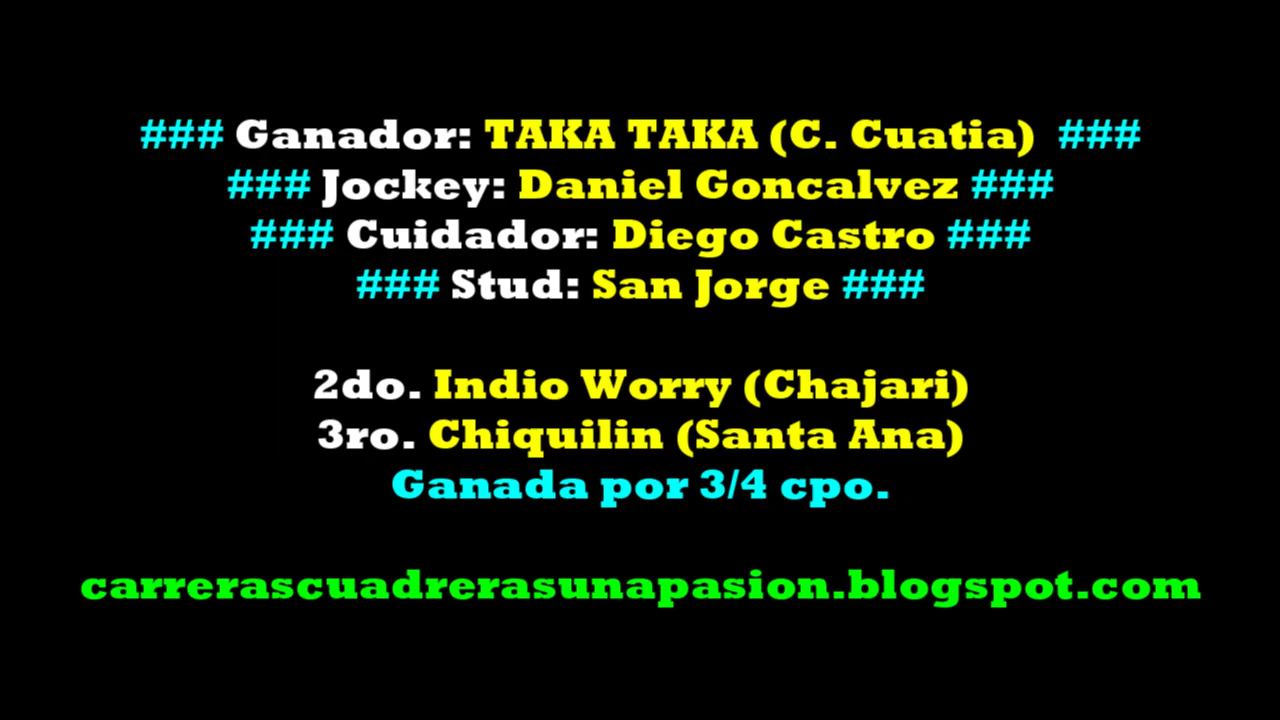 ### Ganador: TAKA TAKA (C. Cuatia) ###
### Jockey: Daniel Goncalvez ###
### Cuidador: Diego Castro ###
### Stud: San Jorge ###
2do. Indio Worry (Chajari)
3ro. Chiquilin (Santa Ana)
Ganada por 3/4 cpo.
carrerascuadrerasunapasion.blogspot.com